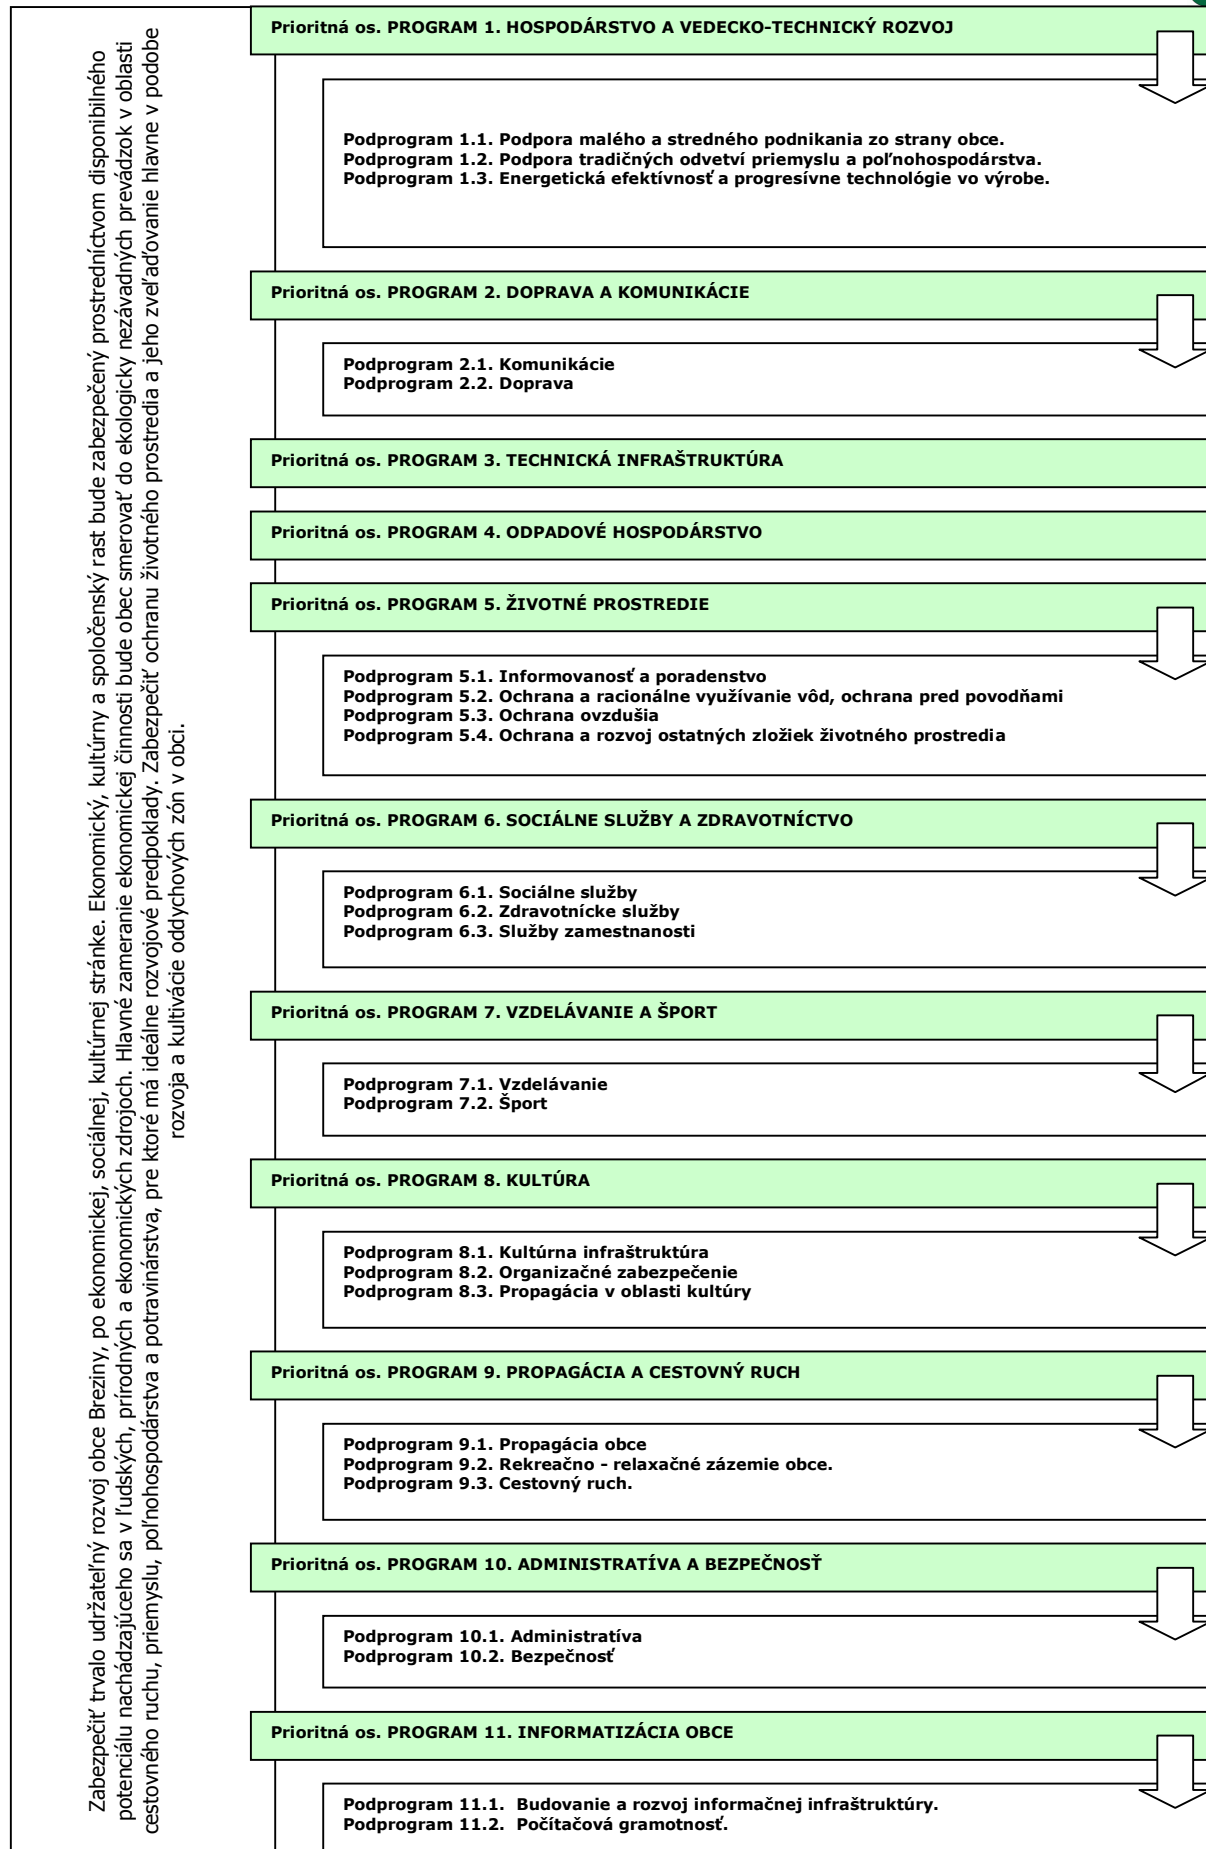 Zabezpečiť trvalo udržateľný rozvoj obce Breziny, po ekonomickej, sociálnej, kultúrnej stránke. Ekonomický, kultúrny a spoločenský rast bude zabezpečený prostredníctvom disponibilného
potenciálu nachádzajúceho sa v ľudských, prírodných a ekonomických zdrojoch. Hlavné zameranie ekonomickej činnosti bude obec smerovať do ekologicky nezávadných prevádzok v oblasti
cestovného ruchu, priemyslu, poľnohospodárstva a potravinárstva, pre ktoré má ideálne rozvojové predpoklady. Zabezpečiť ochranu životného prostredia a jeho zveľaďovanie hlavne v podobe
rozvoja a kultivácie oddychových zón v obci.
Prioritná os. PROGRAM 1. HOSPODÁRSTVO A VEDECKO-TECHNICKÝ ROZVOJ
Podprogram 1.1. Podpora malého a stredného podnikania zo strany obce.
Podprogram 1.2. Podpora tradičných odvetví priemyslu a poľnohospodárstva.
Podprogram 1.3. Energetická efektívnosť a progresívne technológie vo výrobe.
Prioritná os. PROGRAM 2. DOPRAVA A KOMUNIKÁCIE
Podprogram 2.1. Komunikácie
Podprogram 2.2. Doprava
Prioritná os. PROGRAM 3. TECHNICKÁ INFRAŠTRUKTÚRA
Prioritná os. PROGRAM 4. ODPADOVÉ HOSPODÁRSTVO
Prioritná os. PROGRAM 5. ŽIVOTNÉ PROSTREDIE
Podprogram 5.1. Informovanosť a poradenstvo
Podprogram 5.2. Ochrana a racionálne využívanie vôd, ochrana pred povodňami
Podprogram 5.3. Ochrana ovzdušia
Podprogram 5.4. Ochrana a rozvoj ostatných zložiek životného prostredia
Prioritná os. PROGRAM 6. SOCIÁLNE SLUŽBY A ZDRAVOTNÍCTVO
Podprogram 6.1. Sociálne služby
Podprogram 6.2. Zdravotnícke služby
Podprogram 6.3. Služby zamestnanosti
Prioritná os. PROGRAM 7. VZDELÁVANIE A ŠPORT
Podprogram 7.1. Vzdelávanie
Podprogram 7.2. Šport
Prioritná os. PROGRAM 8. KULTÚRA
Podprogram 8.1. Kultúrna infraštruktúra
Podprogram 8.2. Organizačné zabezpečenie
Podprogram 8.3. Propagácia v oblasti kultúry
Prioritná os. PROGRAM 9. PROPAGÁCIA A CESTOVNÝ RUCH
Podprogram 9.1. Propagácia obce
Podprogram 9.2. Rekreačno - relaxačné zázemie obce.
Podprogram 9.3. Cestovný ruch.
Prioritná os. PROGRAM 10. ADMINISTRATÍVA A BEZPEČNOSŤ
Podprogram 10.1. Administratíva
Podprogram 10.2. Bezpečnosť
Prioritná os. PROGRAM 11. INFORMATIZÁCIA OBCE
Podprogram 11.1. Budovanie a rozvoj informačnej infraštruktúry.
Podprogram 11.2. Počítačová gramotnosť.